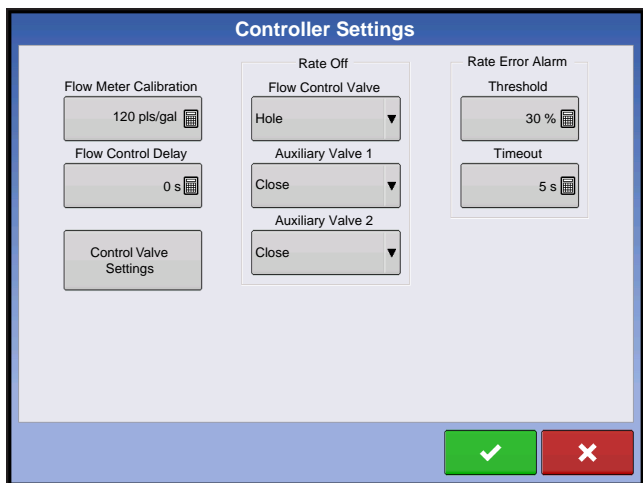 Controller Settings
Flow Meter Calibration
120 pls/gal
Flow Control Delay
0 s
Control Valve
Settings
Rate Off
Flow Control Valve
Hole
Auxiliary Valve 1
Close
Auxiliary Valve 2
Close
Rate Error Alarm
Threshold
30 %
Timeout
5 s